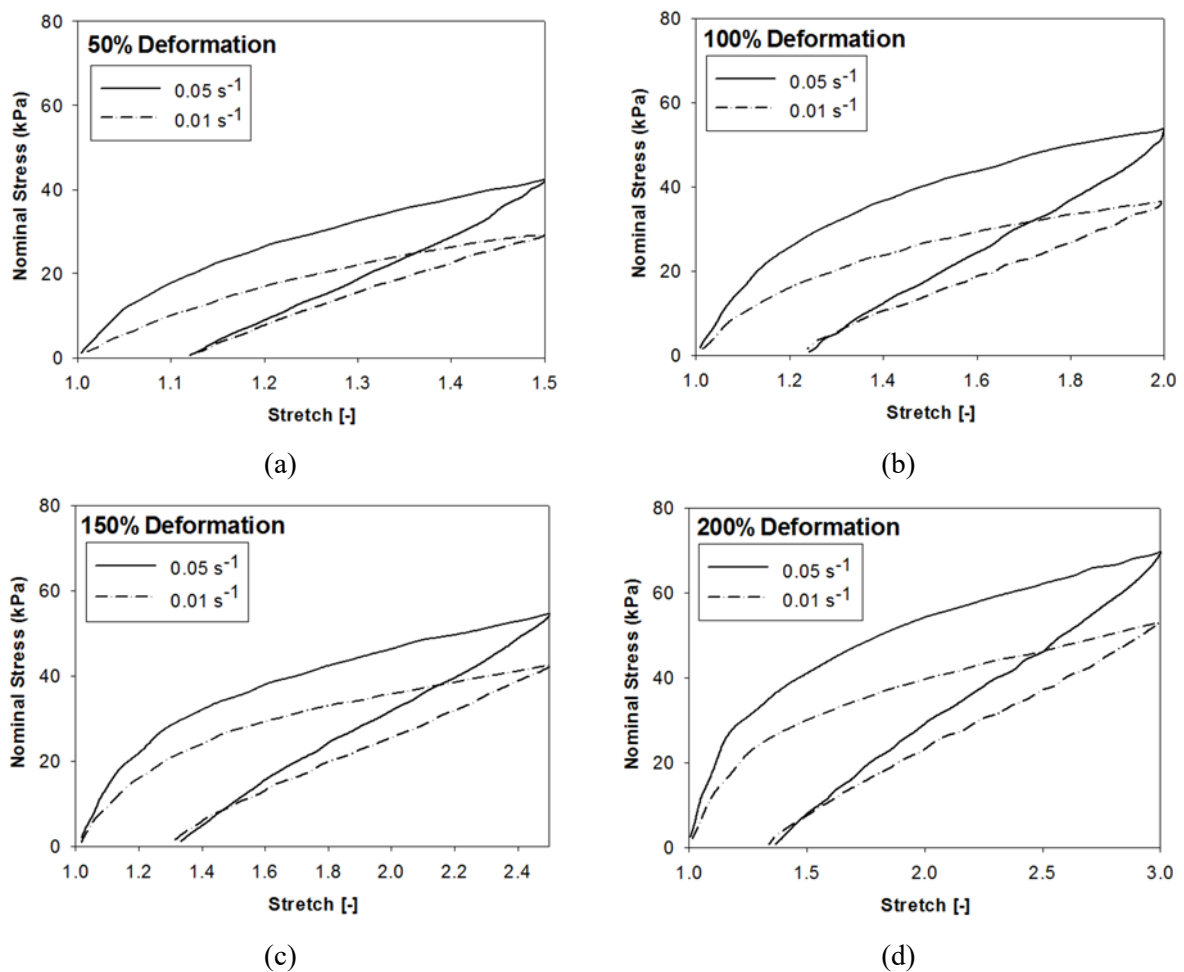 50% Deformation
0.05 s⁻¹
0.01 s⁻¹
Nominal Stress (kPa)
80
60
40
20
0
1.0 1.1 1.2 1.3 1.4 1.5
Stretch [-]
(a)
100% Deformation
0.05 s⁻¹
0.01 s⁻¹
Nominal Stress (kPa)
80
60
40
20
0
1.0 1.2 1.4 1.6 1.8 2.0
Stretch [-]
(b)
150% Deformation
0.05 s⁻¹
0.01 s⁻¹
Nominal Stress (kPa)
80
60
40
20
0
1.0 1.2 1.4 1.6 1.8 2.0 2.2 2.4
Stretch [-]
(c)
200% Deformation
0.05 s⁻¹
0.01 s⁻¹
Nominal Stress (kPa)
80
60
40
20
0
1.0 1.5 2.0 2.5 3.0
Stretch [-]
(d)